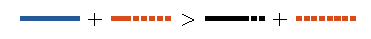 + > +